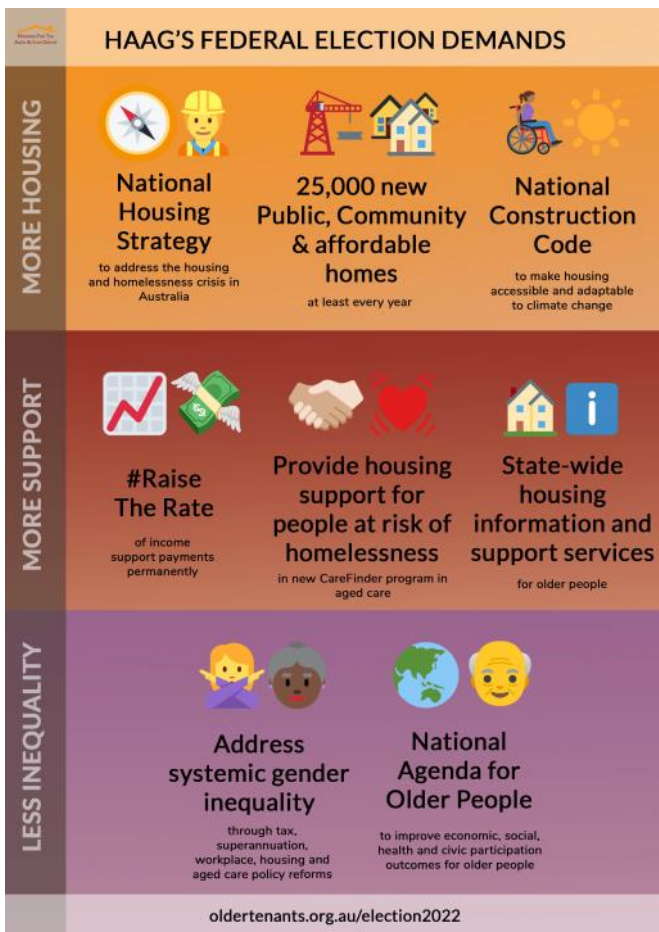 Housing For The
Aged Action Group
HAAG'S FEDERAL ELECTION DEMANDS
MORE HOUSING
National
Housing
Strategy
to address the housing
and homelessness crisis in
Australia
25,000 new
Public, Community
& affordable
homes
at least every year
National
Construction
Code
to make housing
accessible and adaptable
to climate change
MORE SUPPORT
#Raise
The Rate
of income
support payments
permanently
Provide housing
support for
people at risk of
homelessness
in new CareFinder program in
aged care
State-wide
housing
information and
support services
for older people
LESS INEQUALITY
Address
systemic gender
inequality
through tax,
superannuation,
workplace, housing and
aged care policy reforms
National
Agenda for
Older People
to improve economic, social,
health and civic participation
outcomes for older people
oldertenants.org.au/election2022